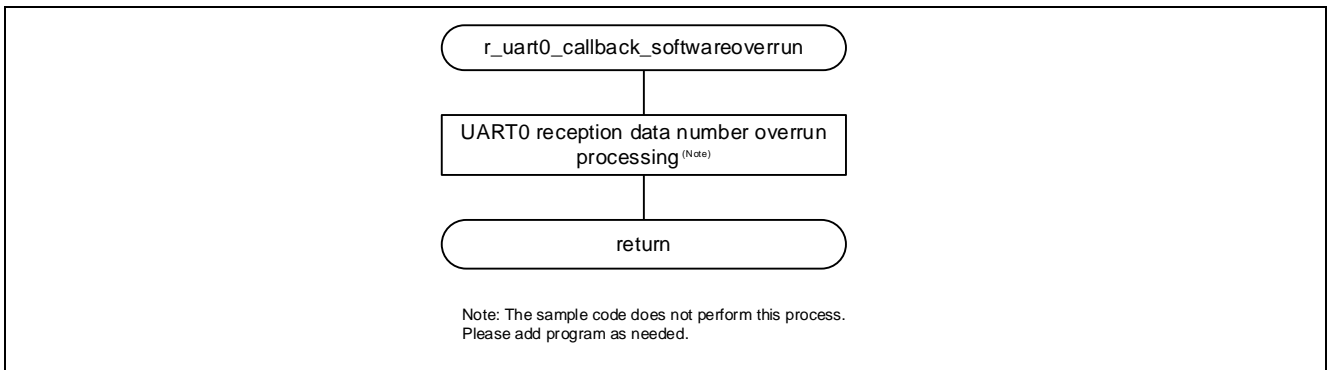 r_uart0_callback_softwareoverrun
UART0 reception data number overrun
processing (Note)
return
Note: The sample code does not perform this process.
Please add program as needed.